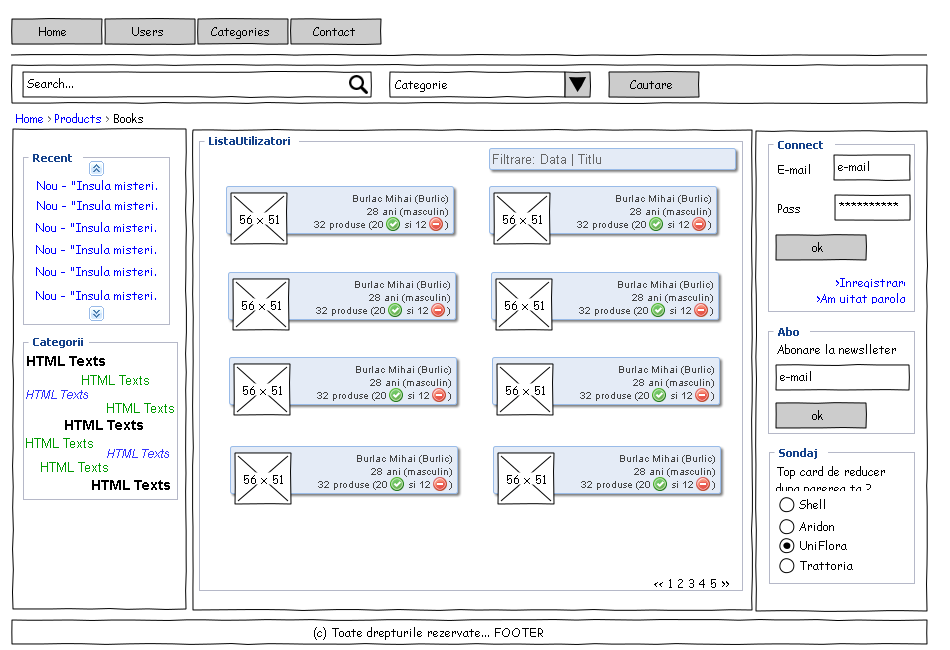 Home
Users
Categories
Contact
Search...
Categorie
Cautare
Home > Products > Books
Recent
Nou - "Insula misteri.
Nou - "Insula misteri.
Nou - "Insula misteri.
Nou - "Insula misteri.
Nou - "Insula misteri.
Nou - "Insula misteri.
Categorii
HTML Texts
HTML Texts
HTML Texts
HTML Texts
HTML Texts
HTML Texts
HTML Texts
HTML Texts
HTML Texts
ListaUtilizatori
Filtrare: Data | Titlu
56 x 51
Burlac Mihai (Burlic)
28 ani (masculin)
32 produse (20 si 12 )
56 x 51
Burlac Mihai (Burlic)
28 ani (masculin)
32 produse (20 si 12 )
56 x 51
Burlac Mihai (Burlic)
28 ani (masculin)
32 produse (20 si 12 )
56 x 51
Burlac Mihai (Burlic)
28 ani (masculin)
32 produse (20 si 12 )
56 x 51
Burlac Mihai (Burlic)
28 ani (masculin)
32 produse (20 si 12 )
56 x 51
Burlac Mihai (Burlic)
28 ani (masculin)
32 produse (20 si 12 )
56 x 51
Burlac Mihai (Burlic)
28 ani (masculin)
32 produse (20 si 12 )
56 x 51
Burlac Mihai (Burlic)
28 ani (masculin)
32 produse (20 si 12 )
<< 1 2 3 4 5 >>
Connect
E-mail
e-mail
Pass
**********
ok
>Inregistrare
>Am uitat parola
Abo
Abonare la newslleter
e-mail
ok
Sondaj
Top card de reducer
dupa parerea ta ?
Shell
Aridon
UniFlora
Trattoria
(c) Toate drepturile rezervate... FOOTER